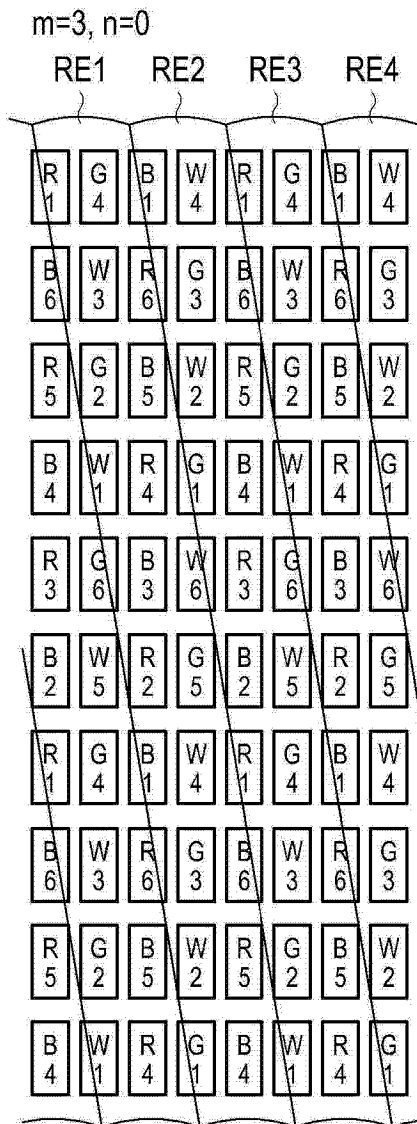 m=3, n=0
RE1 RE2 RE3 RE4
R G B W R G B W
1 4 1 4 1 4 1 4
B W R G B W R G
6 3 6 3 6 3 6 3
R G B W R G B W
5 2 5 2 5 2 5 2
B W R G B W R G
4 1 4 1 4 1 4 1
R G B W R G B W
3 6 3 6 3 6 3 6
B W R G B W R G
2 5 2 5 2 5 2 5
R G B W R G B W
1 4 1 4 1 4 1 4
B W R G B W R G
6 3 6 3 6 3 6 3
R G B W R G B W
5 2 5 2 5 2 5 2
B W R G B W R G
4 1 4 1 4 1 4 1